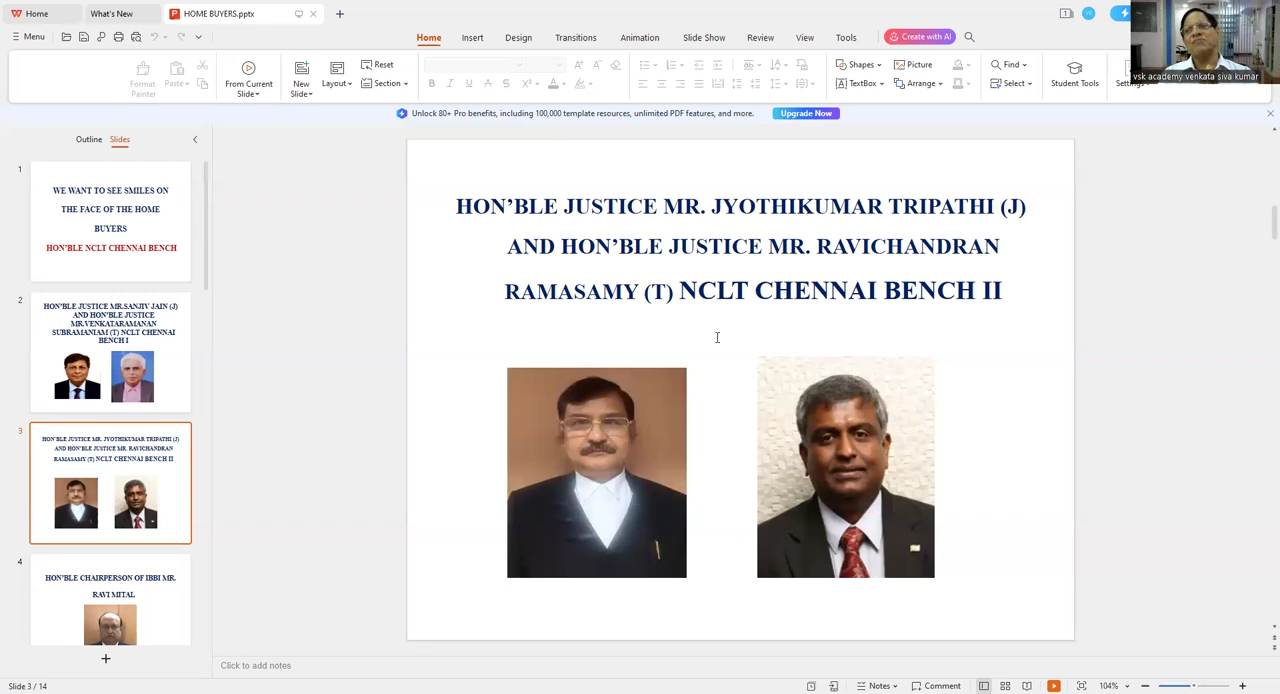 Home
What's New
HOME BUYERS.pptx
Menu
Home
Insert
Design
Transitions
Animation
Slide Show
Review
View
Tools
Create with AI
Format Painter
Paste
From Current Slide
New Slide
Layout
Reset
Section
Shapes
Picture
TextBox
Arrange
Find
Select
Student Tools
vsk academy venkata siva kumar
Unlock 80+ Pro benefits, including 100,000 template resources, unlimited PDF features, and more.
Upgrade Now
Outline
Slides
1
WE WANT TO SEE SMILES ON
THE FACE OF THE HOME
BUYERS
HON'BLE NCLT CHENNAI BENCH
2
HON'BLE JUSTICE MR.SANJIV JAIN (J)
AND HON'BLE JUSTICE
MR.VENKATARAMANAN
SUBRAMANIAM (T) NCLT CHENNAI
BENCH I
3
HON'BLE JUSTICE MR. JYOTHIKUMAR TRIPATHI (J)
AND HON'BLE JUSTICE MR. RAVICHANDRAN
RAMASAMY (T) NCLT CHENNAI BENCH II
4
HON'BLE CHAIRPERSON OF IBBI MR.
RAVI MITAL
HON'BLE JUSTICE MR. JYOTHIKUMAR TRIPATHI (J)
AND HON'BLE JUSTICE MR. RAVICHANDRAN
RAMASAMY (T) NCLT CHENNAI BENCH II
Click to add notes
Slide 3 / 14
Notes
Comment
104%